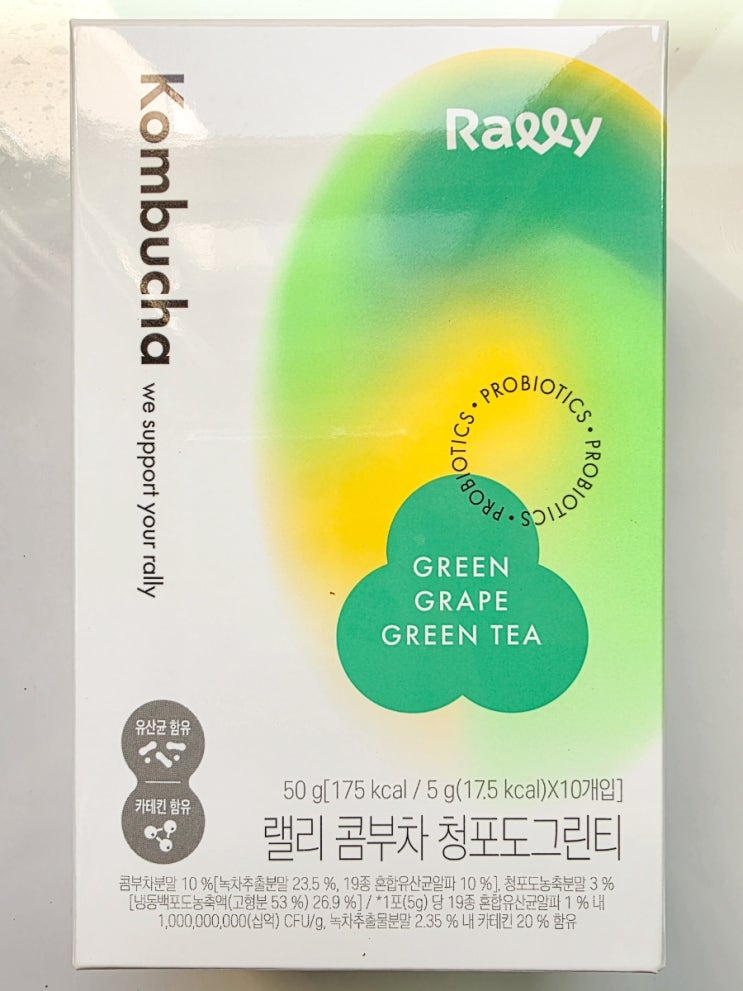 Rally
Kombucha we support your rally
PROBIOTICS • PROBIOTICS • PROBIOTICS •
GREEN
GRAPE
GREEN TEA
유산균 함유
카테킨 함유
50 g[175 kcal / 5 g(17.5 kcal)X10개입]
랠리 콤부차 청포도그린티
콤부차분말 10 %[녹차추출분말 23.5 %, 19종 혼합유산균알파 10 %], 청포도농축분말 3 %
[냉동백포도농축액(고형분 53 %) 26.9 %] / *1포(5g) 당 19종 혼합유산균알파 1 % 내
1,000,000,000(십억) CFU/g, 녹차추출물분말 2.35 % 내 카테킨 20 % 함유